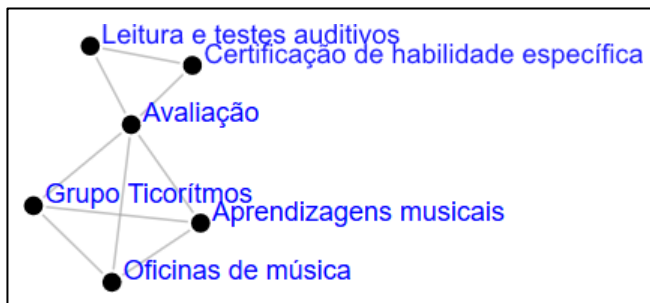 Leitura e testes auditivos
Certificação de habilidade específica
Avaliação
Grupo Ticorítmos
Aprendizagens musicais
Oficinas de música